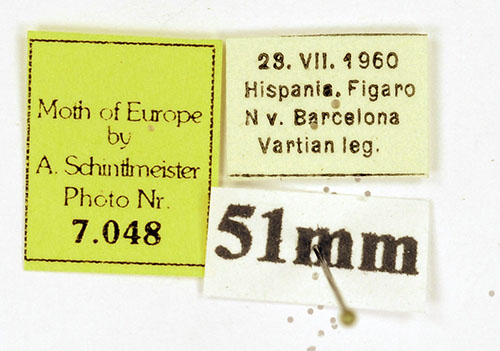 Moth of Europe
by
A. Schintlmeister
Photo Nr.
7.048
23. VII. 1960
Hispania, Figaro
N v. Barcelona
Vartian leg.
51mm